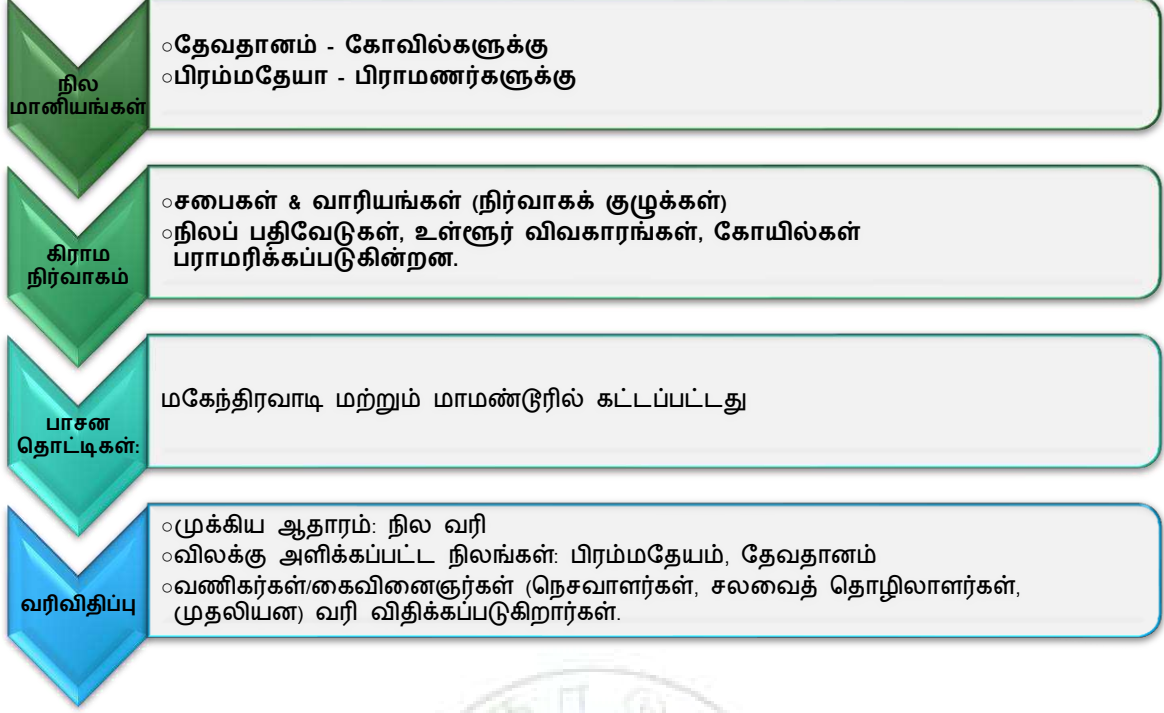 நில
மானியங்கள்
○தேவதானம் - கோவில்களுக்கு
○பிரம்மதேயா - பிராமணர்களுக்கு
கிராம
நிர்வாகம்
○சபைகள் & வாரியங்கள் (நிர்வாகக் குழுக்கள்)
○நிலப் பதிவேடுகள், உள்ளூர் விவகாரங்கள், கோயில்கள்
பராமரிக்கப்படுகின்றன.
பாசன
தொட்டிகள்:
மகேந்திரவாடி மற்றும் மாமண்டூரில் கட்டப்பட்டது
வரிவிதிப்பு
○முக்கிய ஆதாரம்: நில வரி
○விலக்கு அளிக்கப்பட்ட நிலங்கள்: பிரம்மதேயம், தேவதானம்
○வணிகர்கள்/கைவினைஞர்கள் (நெசவாளர்கள், சலவைத் தொழிலாளர்கள்,
முதலியன) வரி விதிக்கப்படுகிறார்கள்.